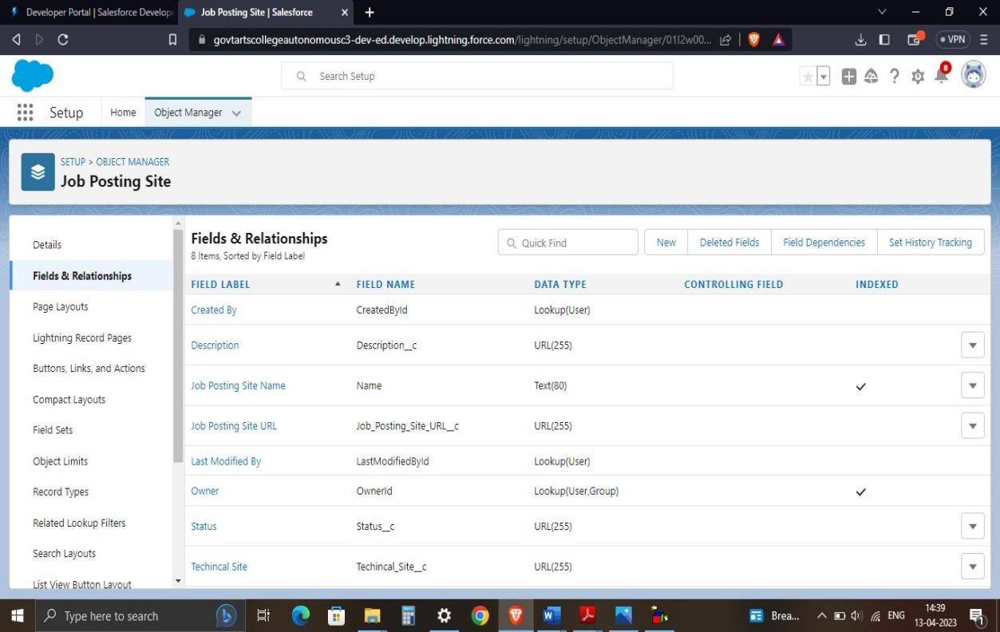 Developer Portal | Salesforce Develope
Job Posting Site | Salesforce
govtartscollegeautonomousc3-dev-ed.develop.lightning.force.com/lightning/setup/ObjectManager/01I2w00...
VPN
Search Setup
8
Setup
Home
Object Manager
SETUP > OBJECT MANAGER
Job Posting Site
Details
Fields & Relationships
Page Layouts
Lightning Record Pages
Buttons, Links, and Actions
Compact Layouts
Field Sets
Object Limits
Record Types
Related Lookup Filters
Search Layouts
List View Button Layout
Fields & Relationships
8 Items, Sorted by Field Label
Quick Find
New
Deleted Fields
Field Dependencies
Set History Tracking
FIELD LABEL FIELD NAME DATA TYPE CONTROLLING FIELD INDEXED
Created By CreatedById Lookup(User)
Description Description__c URL(255)
Job Posting Site Name Name Text(80)
Job Posting Site URL Job_Posting_Site_URL__c URL(255)
Last Modified By LastModifiedById Lookup(User)
Owner OwnerId Lookup(User,Group)
Status Status__c URL(255)
Techincal Site Techincal_Site__c URL(255)
Type here to search
Brea...
ENG
14:39
13-04-2023
1